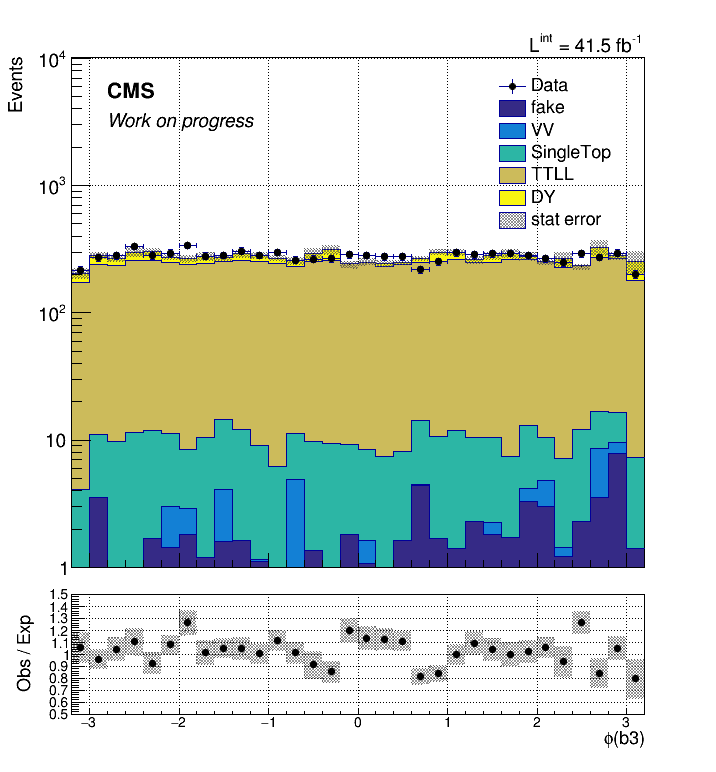 L^int = 41.5 fb^-1
Events
10^4
10^3
10^2
10
1
CMS
Work on progress
Data
fake
VV
SingleTop
TTLL
DY
stat error
Obs / Exp
1.5
1.4
1.3
1.2
1.1
1
0.9
0.8
0.7
0.6
0.5
−3 −2 −1 0 1 2 3
ϕ(b3)